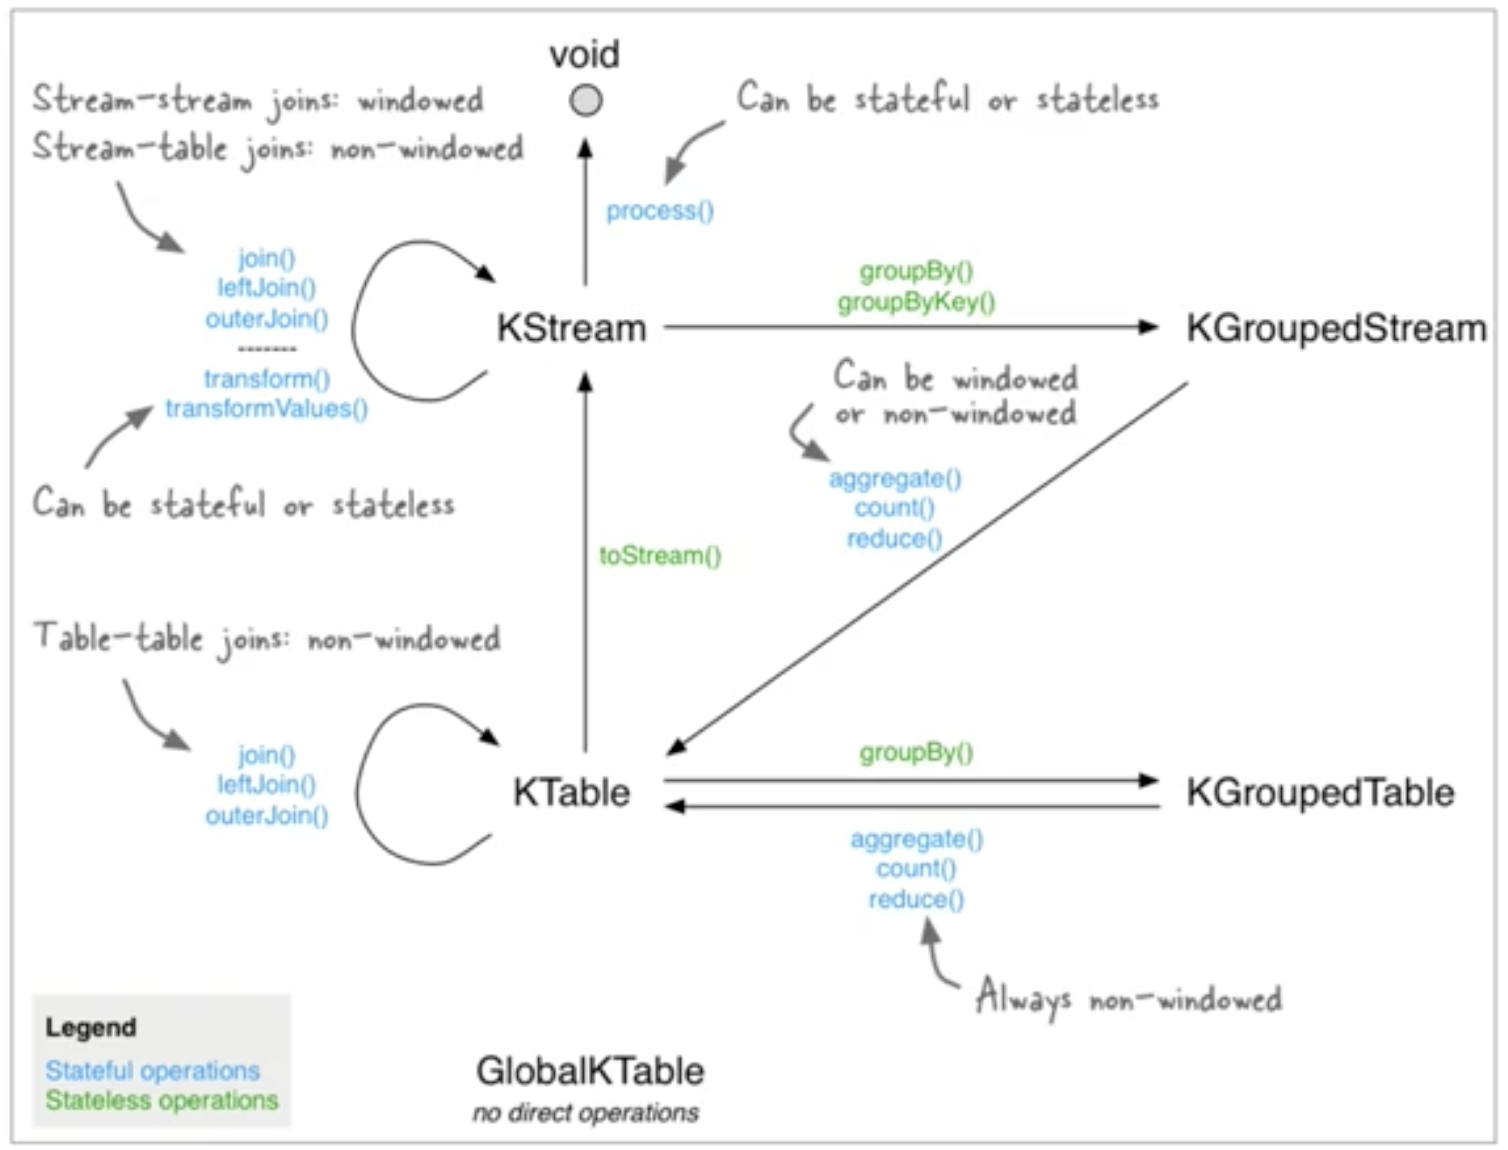 void
Stream-stream joins: windowed
Stream-table joins: non-windowed
Can be stateful or stateless
process()
join()
leftJoin()
outerJoin()
-------
transform()
transformValues()
KStream
groupBy()
groupByKey()
KGroupedStream
Can be windowed
or non-windowed
aggregate()
count()
reduce()
Can be stateful or stateless
toStream()
Table-table joins: non-windowed
join()
leftJoin()
outerJoin()
KTable
groupBy()
KGroupedTable
aggregate()
count()
reduce()
Always non-windowed
Legend
Stateful operations
Stateless operations
GlobalKTable
no direct operations